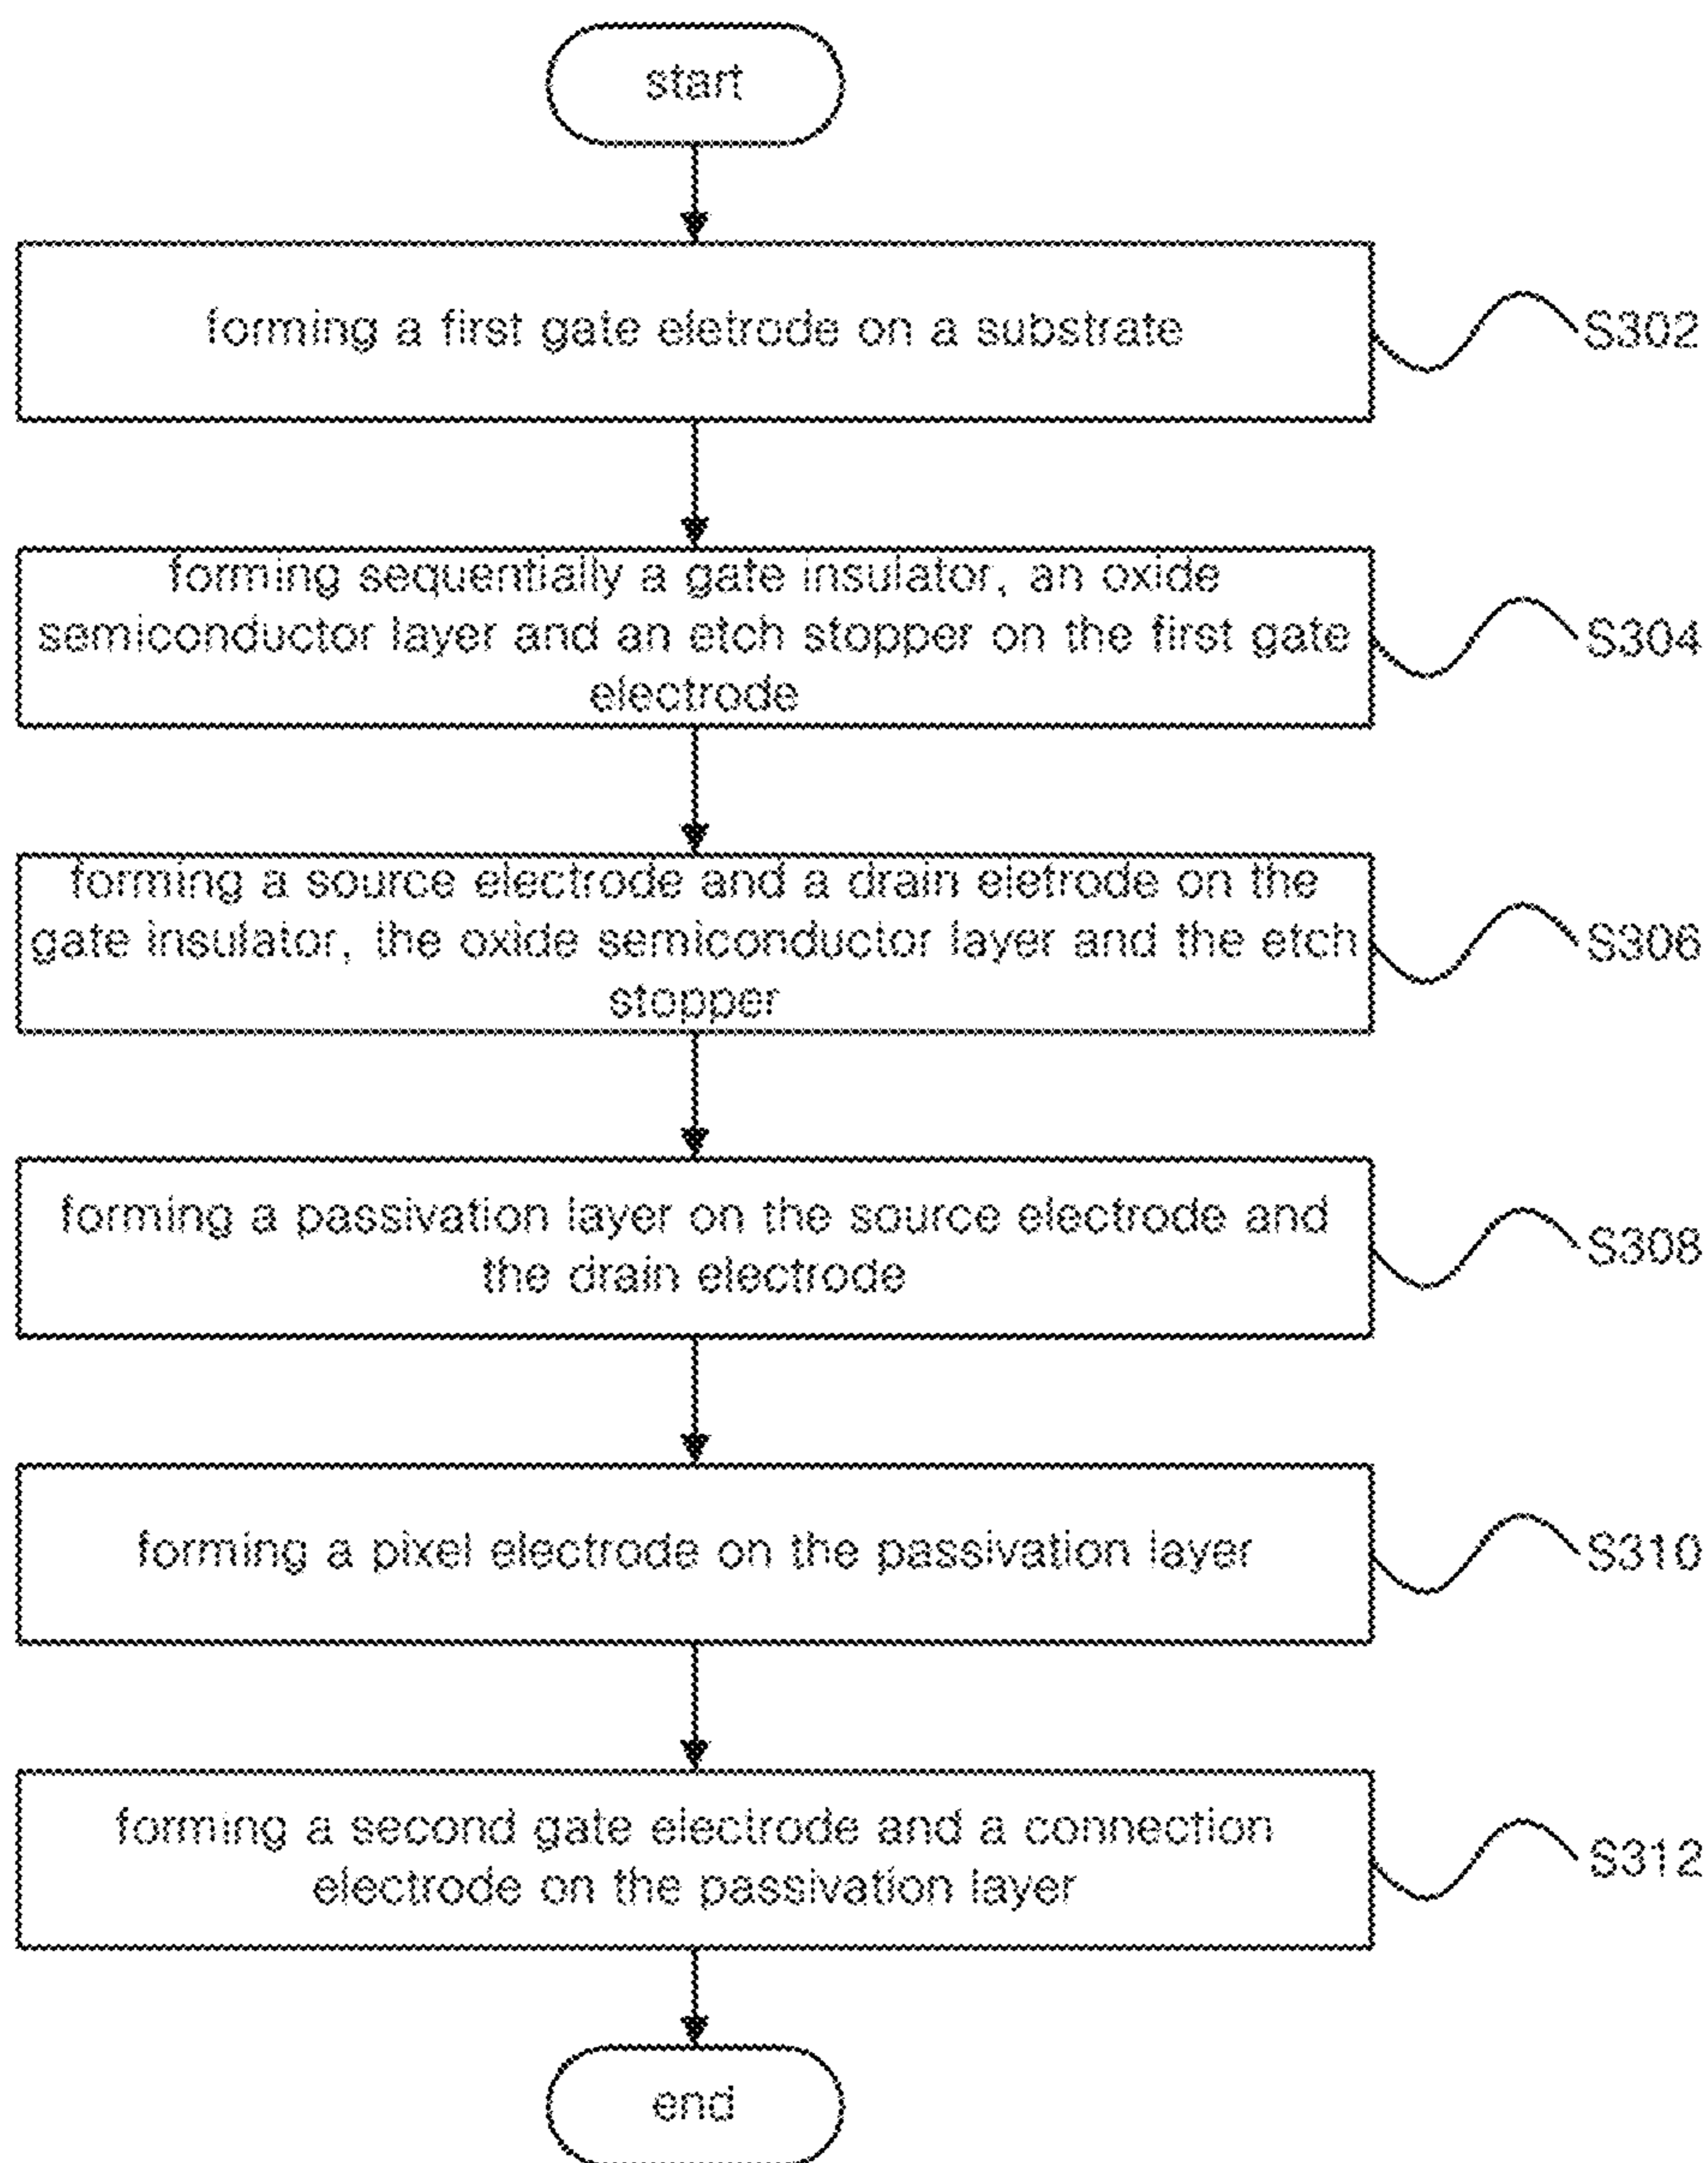 start
forming a first gate eletrode on a substrate
S302
forming sequentially a gate insulator, an oxide
semiconductor layer and an etch stopper on the first gate
electrode
S304
forming a source electrode and a drain eletrode on the
gate insulator, the oxide semiconductor layer and the etch
stopper
S306
forming a passivation layer on the source electrode and
the drain electrode
S308
forming a pixel electrode on the passivation layer
S310
forming a second gate electrode and a connection
electrode on the passivation layer
S312
end